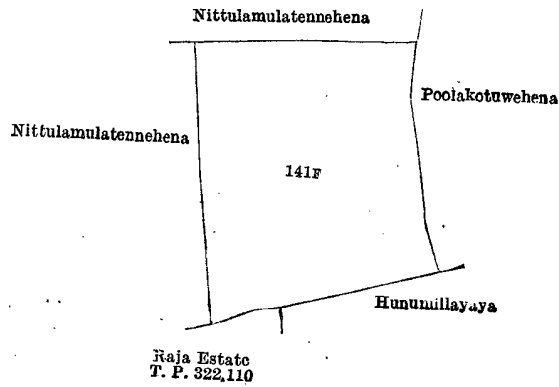 Nittulamulatennehena
Poolakotuwehena
Nittulamulatennehena
141F
Hunumillayaya
Raja Estate
T. P. 322,110